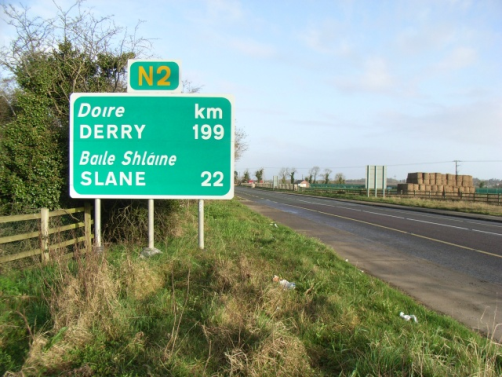 N2
Doire km
DERRY 199
Baile Shláine
SLANE 22